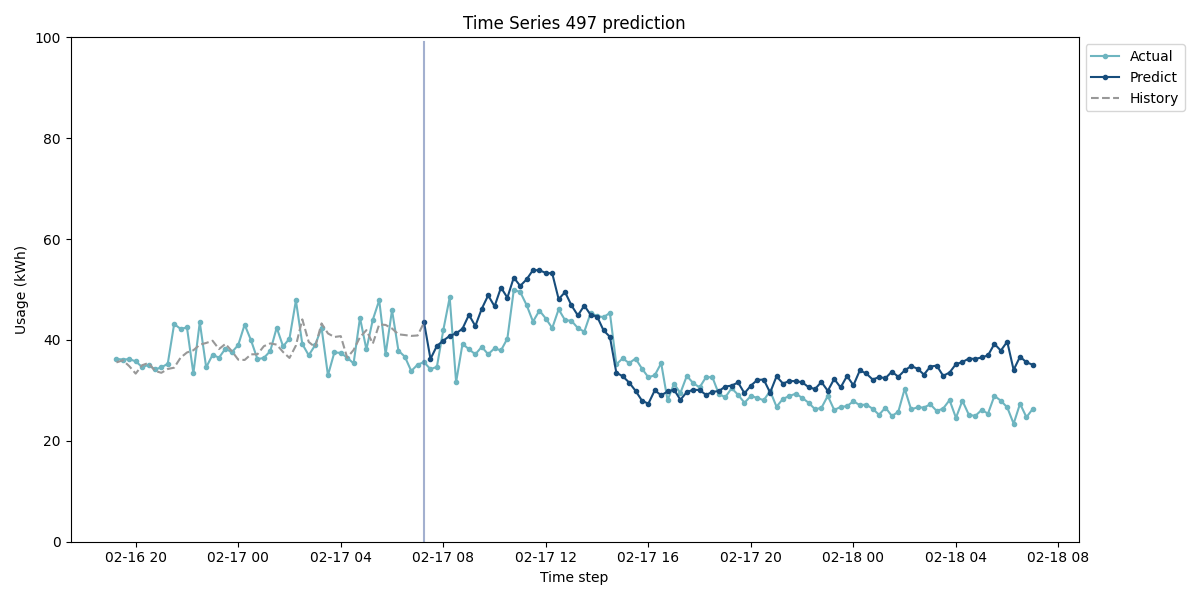 Time Series 497 prediction
100
80
60
40
20
0
Usage (kWh)
02-16 20
02-17 00
02-17 04
02-17 08
02-17 12
02-17 16
02-17 20
02-18 00
02-18 04
02-18 08
Time step
Actual
Predict
History